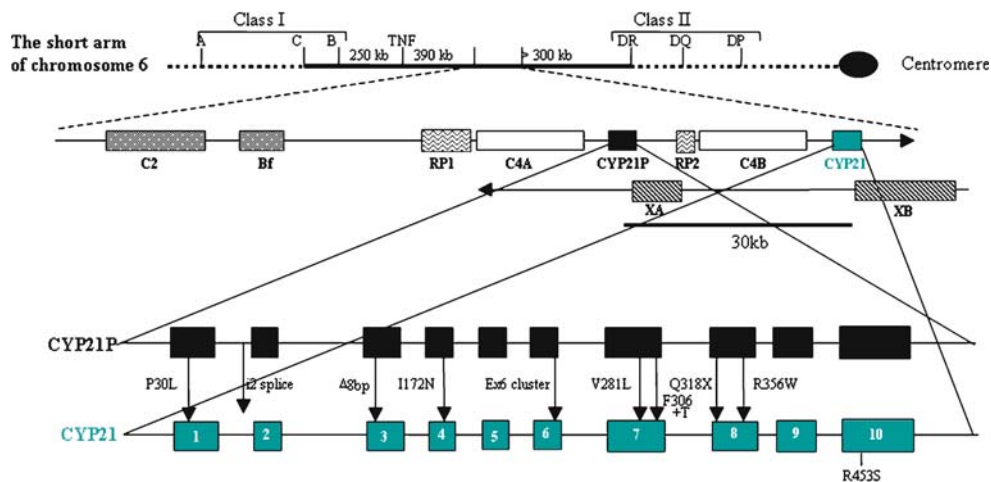 Class I
Class II
The short arm
of chromosome 6
A
C
B
TNF
DR
DQ
DP
250 kb
390 kb
> 300 kb
Centromere
C2
Bf
RP1
C4A
CYP21P
RP2
C4B
CYP21
XA
XB
30kb
CYP21P
P30L
i2 splice
Δ8bp
I172N
Ex6 cluster
V281L
F306
+T
Q318X
R356W
CYP21
1
2
3
4
5
6
7
8
9
10
R453S